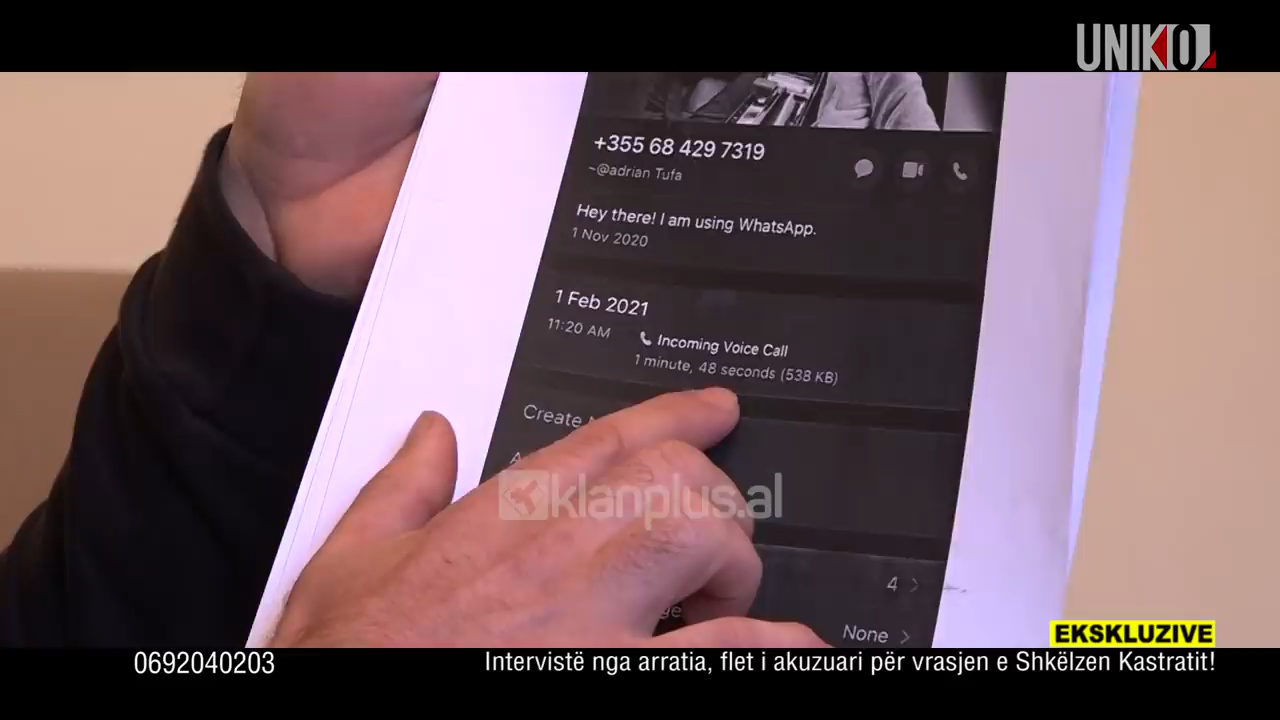 UNIKO
+355 68 429 7319
~@adrian Tufa
Hey there! I am using WhatsApp.
1 Nov 2020
1 Feb 2021
11:20 AM Incoming Voice Call
1 minute, 48 seconds (538 KB)
Create
klanplus.al
4
None
EKSKLUZIVE
0692040203
Intervistë nga arratia, flet i akuzuari për vrasjen e Shkëlzen Kastratit!